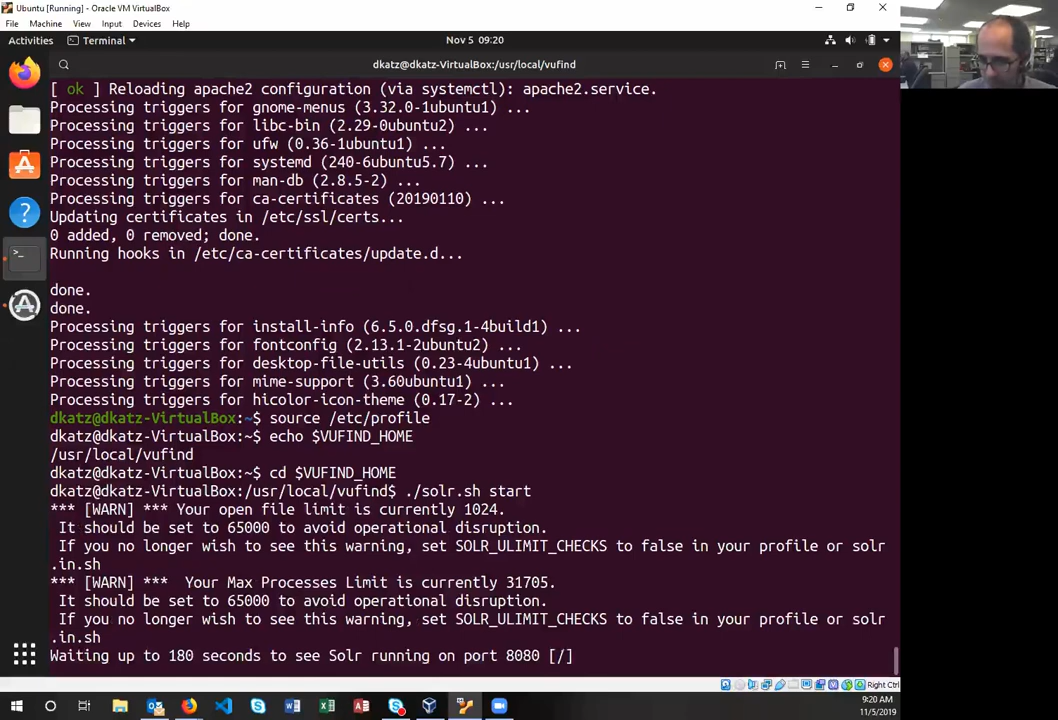 Ubuntu [Running] - Oracle VM VirtualBox
File Machine View Input Devices Help
Activities Terminal Nov 5 09:20
dkatz@dkatz-VirtualBox:/usr/local/vufind
[ ok ] Reloading apache2 configuration (via systemctl): apache2.service.
Processing triggers for gnome-menus (3.32.0-1ubuntu1) ...
Processing triggers for libc-bin (2.29-0ubuntu2) ...
Processing triggers for ufw (0.36-1ubuntu1) ...
Processing triggers for systemd (240-6ubuntu5.7) ...
Processing triggers for man-db (2.8.5-2) ...
Processing triggers for ca-certificates (20190110) ...
Updating certificates in /etc/ssl/certs...
0 added, 0 removed; done.
Running hooks in /etc/ca-certificates/update.d...
done.
done.
Processing triggers for install-info (6.5.0.dfsg.1-4build1) ...
Processing triggers for fontconfig (2.13.1-2ubuntu2) ...
Processing triggers for desktop-file-utils (0.23-4ubuntu1) ...
Processing triggers for mime-support (3.60ubuntu1) ...
Processing triggers for hicolor-icon-theme (0.17-2) ...
dkatz@dkatz-VirtualBox:~$ source /etc/profile
dkatz@dkatz-VirtualBox:~$ echo $VUFIND_HOME
/usr/local/vufind
dkatz@dkatz-VirtualBox:~$ cd $VUFIND_HOME
dkatz@dkatz-VirtualBox:/usr/local/vufind$ ./solr.sh start
*** [WARN] *** Your open file limit is currently 1024.
It should be set to 65000 to avoid operational disruption.
If you no longer wish to see this warning, set SOLR_ULIMIT_CHECKS to false in your profile or solr
.in.sh
*** [WARN] ***  Your Max Processes Limit is currently 31705.
It should be set to 65000 to avoid operational disruption.
If you no longer wish to see this warning, set SOLR_ULIMIT_CHECKS to false in your profile or solr
.in.sh
Waiting up to 180 seconds to see Solr running on port 8080 [/]
Right Ctrl
9:20 AM
11/5/2019